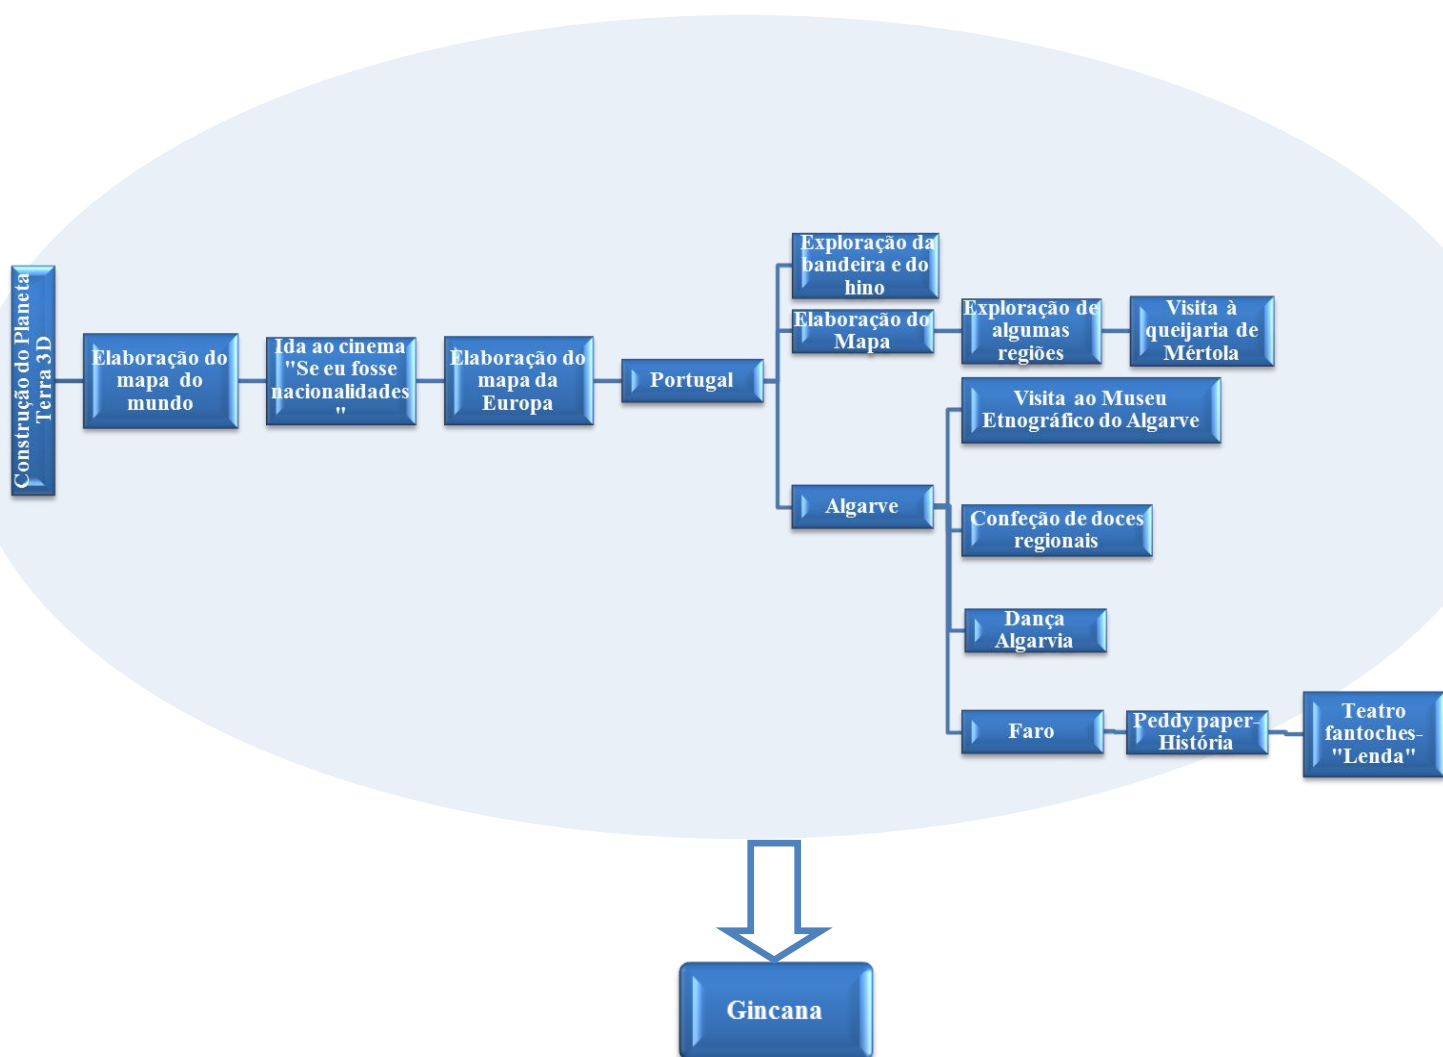 Construção do Planeta
Terra 3D
Elaboração do
mapa do
mundo
Ida ao cinema
"Se eu fosse
nacionalidades
"
Elaboração do
mapa da
Europa
Portugal
Exploração da
bandeira e do
hino
Elaboração do
Mapa
Exploração de
algumas
regiões
Visita à
queijaria de
Mértola
Algarve
Visita ao Museu
Etnográfico do Algarve
Confeção de doces
regionais
Dança
Algarvia
Faro
Peddy paper-
História
Teatro
fantoches-
"Lenda"
Gincana